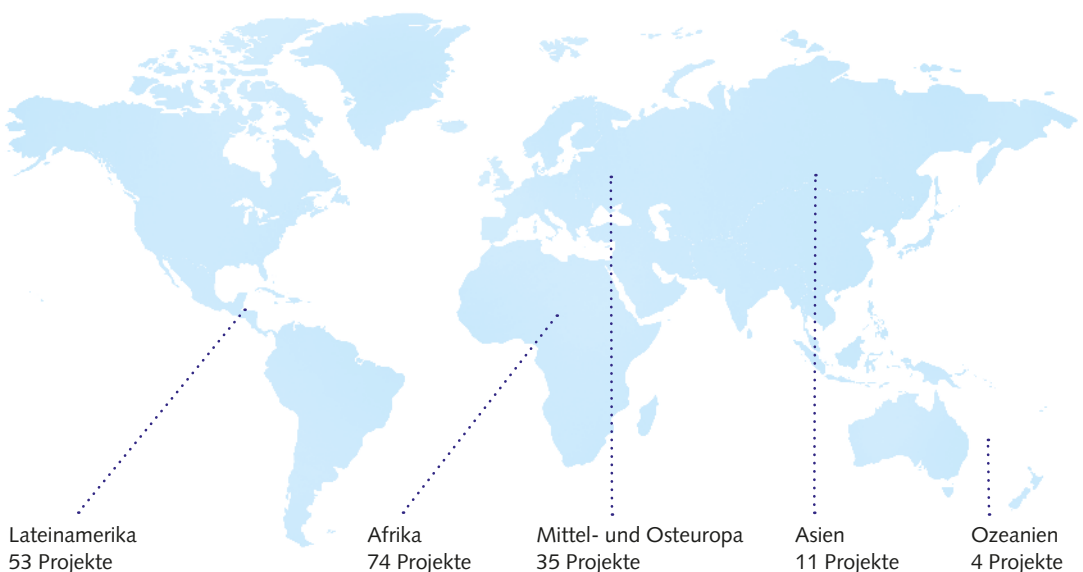 Lateinamerika
53 Projekte
Afrika
74 Projekte
Mittel- und Osteuropa
35 Projekte
Asien
11 Projekte
Ozeanien
4 Projekte